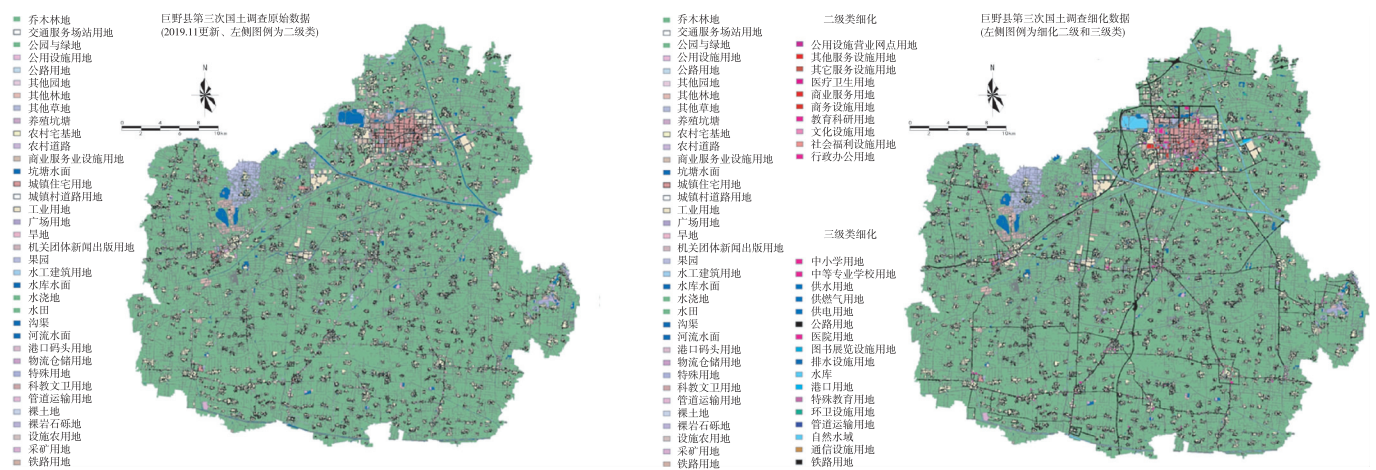 巨野县第三次国土调查原始数据
(2019.11更新、左侧图例为二级类)
乔木林地
交通服务场站用地
公园与绿地
公用设施用地
公路用地
其他园地
其他林地
其他草地
养殖坑塘
农村宅基地
农村道路
商业服务业设施用地
坑塘水面
城镇住宅用地
城镇村道路用地
工业用地
广场用地
旱地
机关团体新闻出版用地
果园
水工建筑用地
水库水面
水浇地
水田
沟渠
河流水面
港口码头用地
物流仓储用地
特殊用地
科教文卫用地
管道运输用地
裸土地
裸岩石砾地
设施农用地
采矿用地
铁路用地
N
0 2 4 6 8
10km
巨野县第三次国土调查细化数据
(左侧图例为细化二级和三级类)
乔木林地
交通服务场站用地
公园与绿地
公用设施用地
公路用地
其他园地
其他林地
其他草地
养殖坑塘
农村宅基地
农村道路
商业服务业设施用地
坑塘水面
城镇住宅用地
城镇村道路用地
工业用地
广场用地
旱地
机关团体新闻出版用地
果园
水工建筑用地
水库水面
水浇地
水田
沟渠
河流水面
港口码头用地
物流仓储用地
特殊用地
科教文卫用地
管道运输用地
裸土地
裸岩石砾地
设施农用地
采矿用地
铁路用地
二级类细化
公用设施营业网点用地
其他服务设施用地
其它服务设施用地
医疗卫生用地
商业服务用地
商务设施用地
教育科研用地
文化设施用地
社会福利设施用地
行政办公用地
三级类细化
中小学用地
中等专业学校用地
供水用地
供燃气用地
供电用地
公路用地
医院用地
图书展览设施用地
排水设施用地
水库
港口用地
特殊教育用地
环卫设施用地
管道运输用地
自然水域
通信设施用地
铁路用地
N
0 2 4 6 8
10km